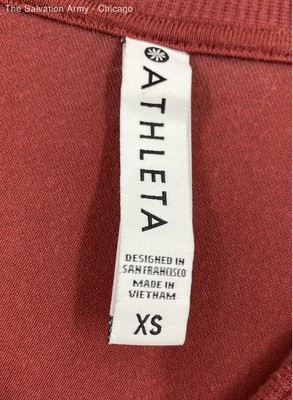 The Salvation Army - Chicago
ATHLETA
DESIGNED IN
SAN FRANCISCO
MADE IN
VIETNAM
XS